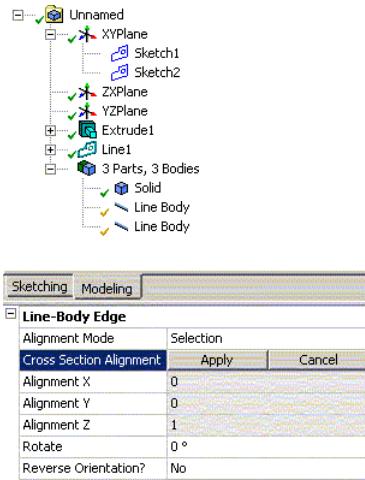 Unnamed
XYPlane
Sketch1
Sketch2
ZXPlane
YZPlane
Extrude1
Line1
3 Parts, 3 Bodies
Solid
Line Body
Line Body
Sketching Modeling
Line-Body Edge
Alignment Mode Selection
Cross Section Alignment Apply Cancel
Alignment X 0
Alignment Y 0
Alignment Z 1
Rotate 0 °
Reverse Orientation? No